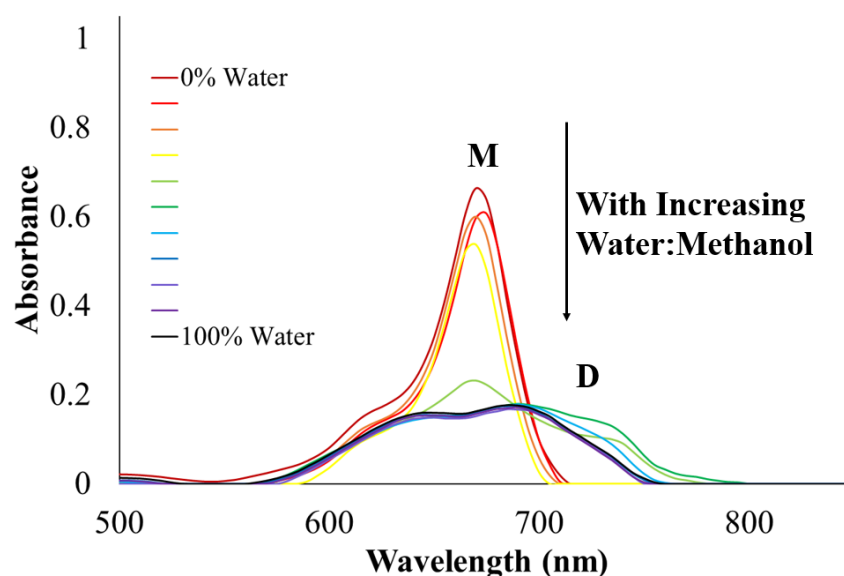 1
0% Water
0.8
M
With Increasing
Water:Methanol
0.6
Absorbance
0.4
100% Water
D
0.2
0
500
600
700
800
Wavelength (nm)